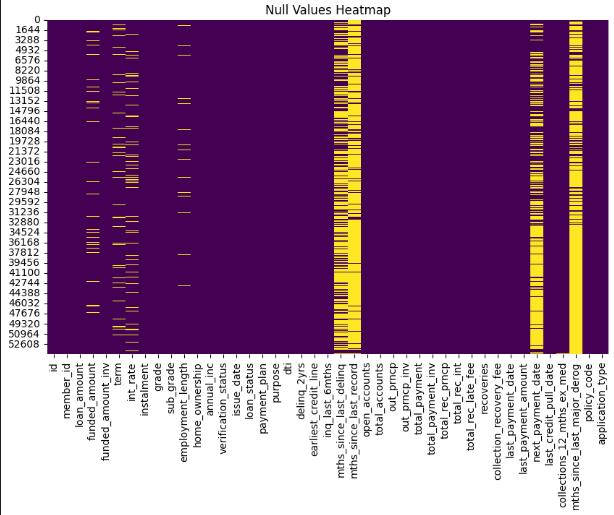 Null Values Heatmap
0
1644
3288
4932
6576
8220
9864
11508
13152
14796
16440
18084
19728
21372
23016
24660
26304
27948
29592
31236
32880
34524
36168
37812
39456
41100
42744
44388
46032
47676
49320
50964
52608
id
member_id
loan_amount
funded_amount
funded_amount_inv
term
int_rate
instalment
grade
sub_grade
employment_length
home_ownership
annual_inc
verification_status
issue_date
loan_status
payment_plan
purpose
dti
delinq_2yrs
earliest_credit_line
inq_last_6mths
mths_since_last_delinq
mths_since_last_record
open_accounts
total_accounts
out_prncp
out_prncp_inv
total_payment
total_payment_inv
total_rec_prncp
total_rec_int
total_rec_late_fee
recoveries
collection_recovery_fee
last_payment_date
last_payment_amount
next_payment_date
last_credit_pull_date
collections_12_mths_ex_med
mths_since_last_major_derog
policy_code
application_type